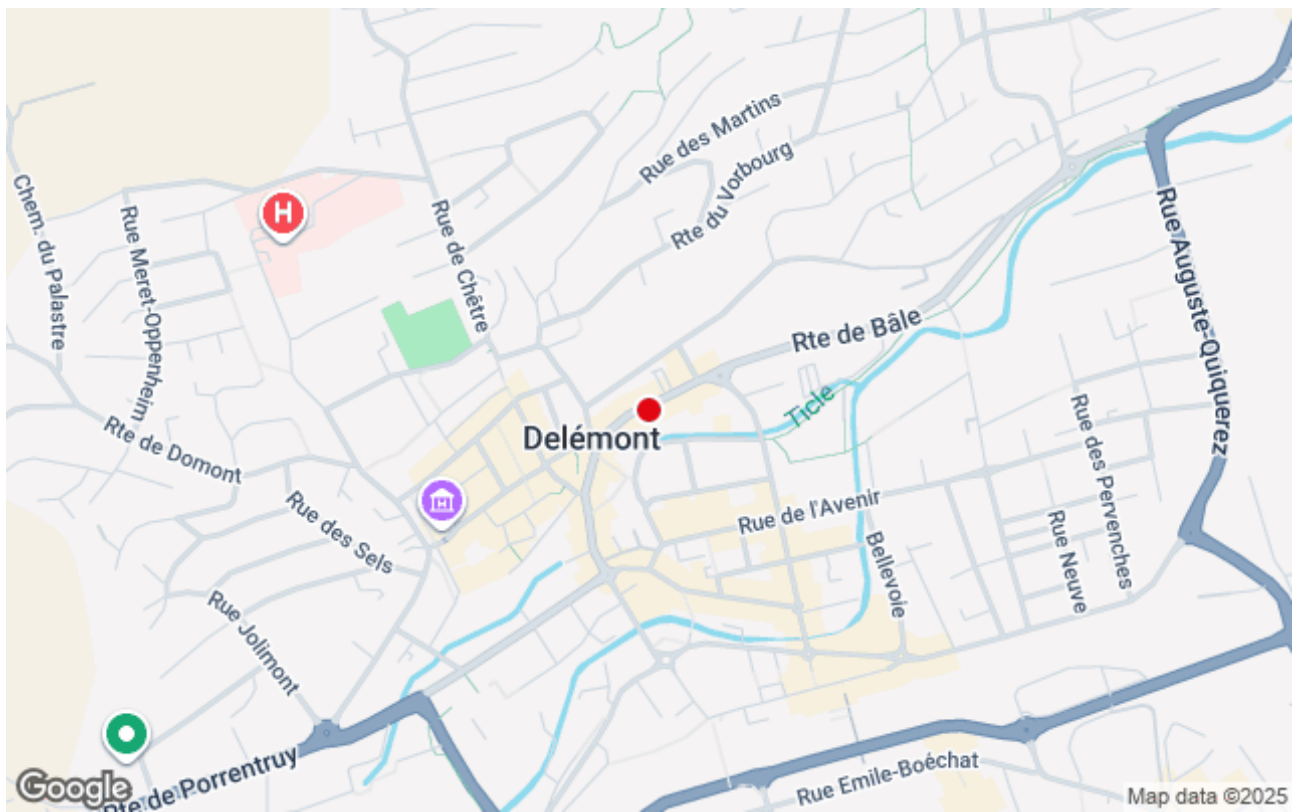 Rue des Martins
Rte du Vorbourg
Rue de Chêtre
Rue Meret-Oppenheim
Chem. du Palastre
H
Rte de Bâle
Rue Auguste-Quiquerez
Ticle
Delémont
Rte de Domont
Rue des Sels
Rue de l'Avenir
Rue des Pervenches
Rue Neuve
Bellevoie
Rue Jolimont
Rte de Porrentruy
Rue Emile-Boéchat
Google
Map data ©2025